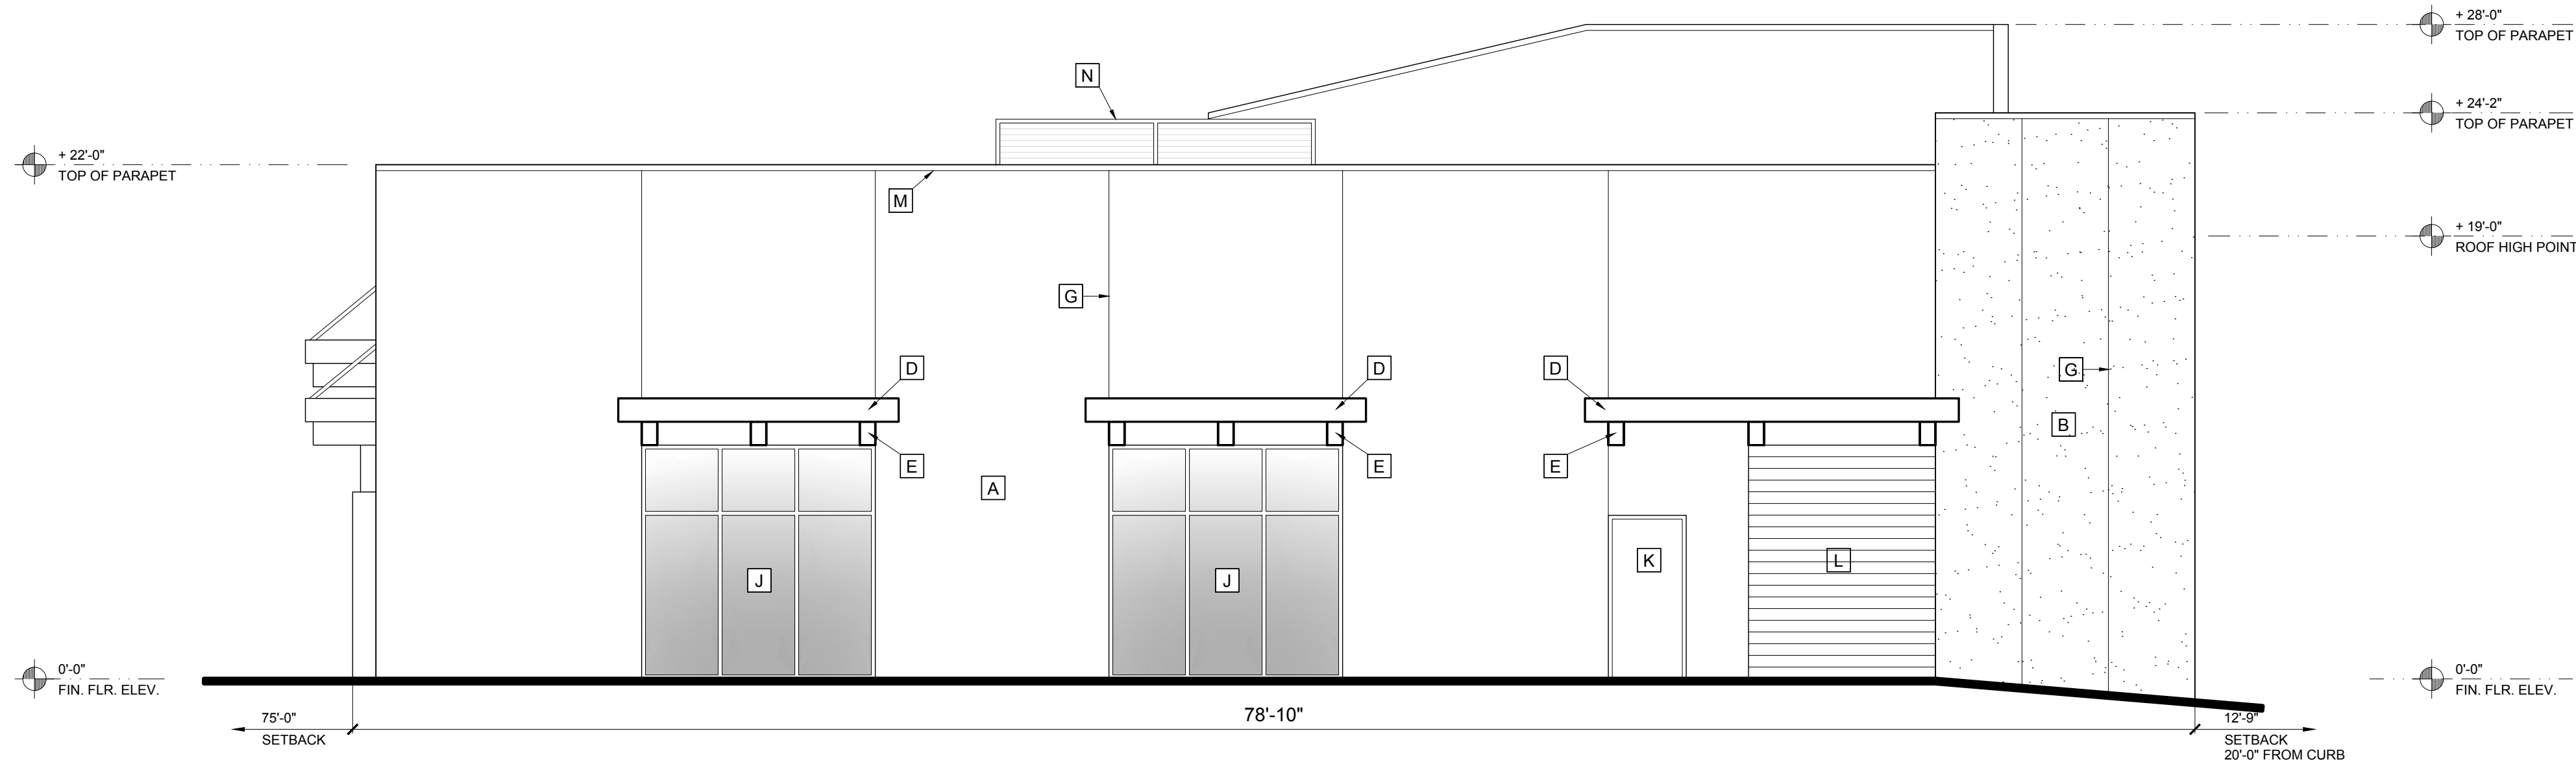 + 28'-0"
TOP OF PARAPET
N
+ 24'-2"
TOP OF PARAPET
+ 22'-0"
TOP OF PARAPET
M
+ 19'-0"
ROOF HIGH POINT
G
D
D
D
G
B
E
E
E
A
K
L
J
J
0'-0"
FIN. FLR. ELEV.
0'-0"
FIN. FLR. ELEV.
75'-0"
SETBACK
78'-10"
12'-9"
SETBACK
20'-0" FROM CURB